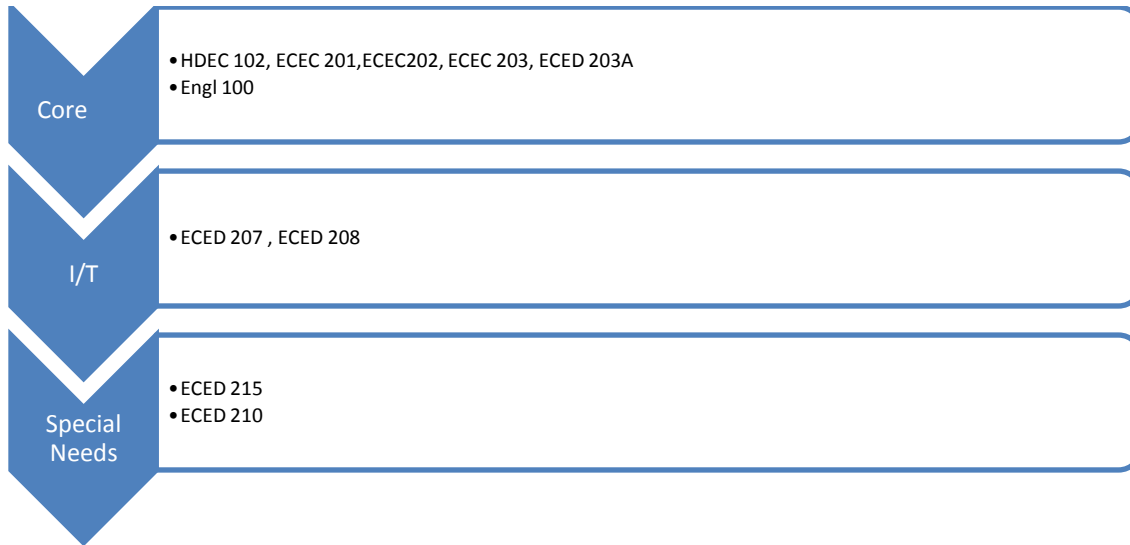 Core
•HDEC 102, ECEC 201,ECEC202, ECEC 203, ECED 203A
•Engl 100
I/T
•ECED 207 , ECED 208
Special
Needs
•ECED 215
•ECED 210